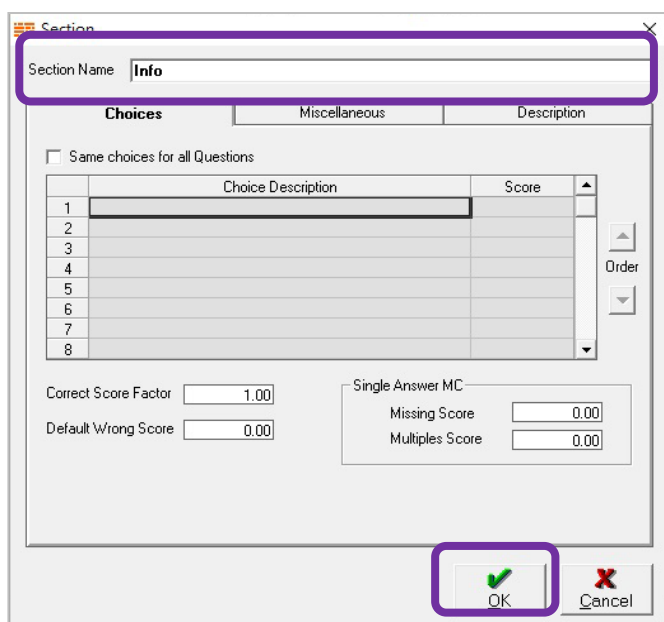 Section
Section Name Info
Choices Miscellaneous Description
Same choices for all Questions
Choice Description Score
1
2
3
4
5
6
7
8
Order
Correct Score Factor 1.00
Default Wrong Score 0.00
Single Answer MC
Missing Score 0.00
Multiples Score 0.00
OK Cancel